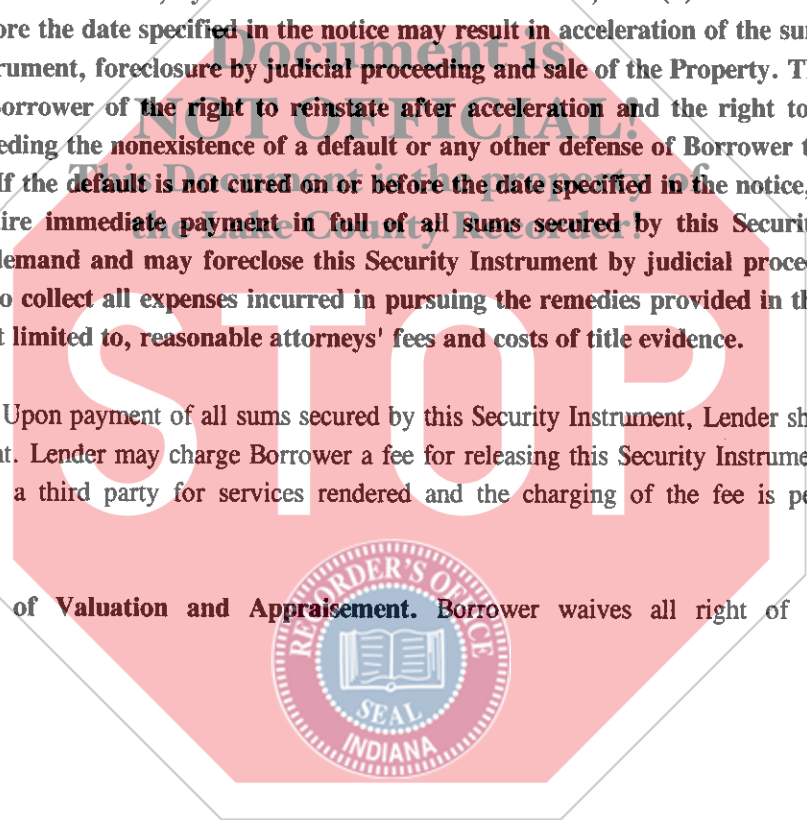 ore the date specified in the notice may result in acceleration of the su
rument, foreclosure by judicial proceeding and sale of the Property. T
orrower of the right to reinstate after acceleration and the right to
eding the nonexistence of a default or any other defense of Borrower t
If the default is not cured on or before the date specified in the notice,
ire immediate payment in full of all sums secured by this Securit
demand and may foreclose this Security Instrument by judicial proce
o collect all expenses incurred in pursuing the remedies provided in th
t limited to, reasonable attorneys' fees and costs of title evidence.
Upon payment of all sums secured by this Security Instrument, Lender sh
nt. Lender may charge Borrower a fee for releasing this Security Instrume
a third party for services rendered and the charging of the fee is pe
of Valuation and Appraisement. Borrower waives all right of
Document is
NOT OFFICIAL!
This Document is the property of
the Lake County Recorder!
STOP
RECORDER'S OFFICE
SEAL
INDIANA